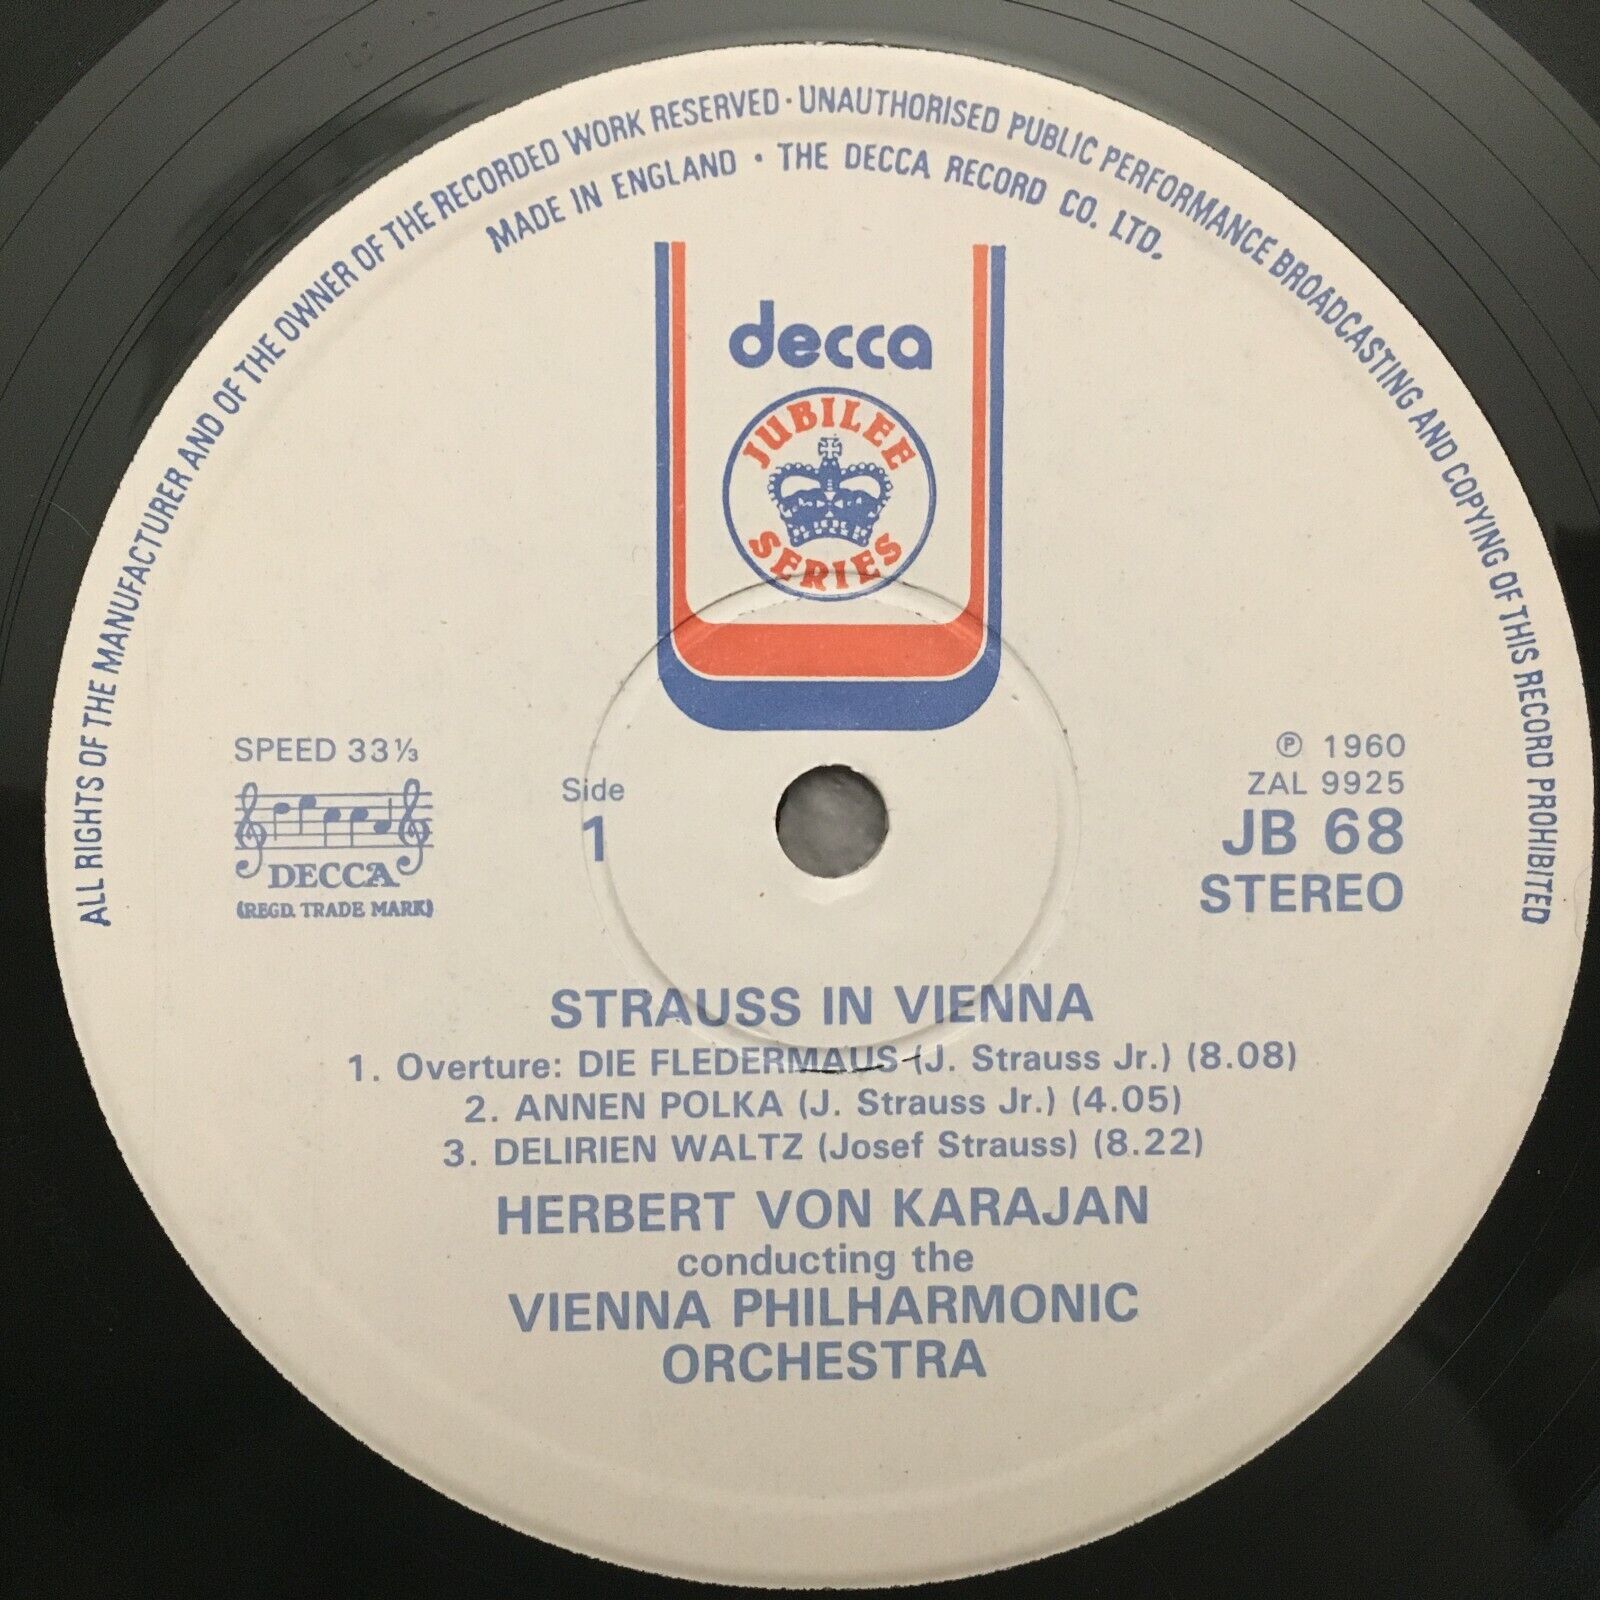 ALL RIGHTS OF THE MANUFACTURER AND OF THE OWNER OF THE RECORDED WORK RESERVED · UNAUTHORISED PUBLIC PERFORMANCE BROADCASTING AND COPYING OF THIS RECORD PROHIBITED
MADE IN ENGLAND · THE DECCA RECORD CO. LTD.
decca
JUBILEE
SERIES
SPEED 33⅓
DECCA
(REGD. TRADE MARK)
Side
1
℗ 1960
ZAL 9925
JB 68
STEREO
STRAUSS IN VIENNA
1. Overture: DIE FLEDERMAUS (J. Strauss Jr.) (8.08)
2. ANNEN POLKA (J. Strauss Jr.) (4.05)
3. DELIRIEN WALTZ (Josef Strauss) (8.22)
HERBERT VON KARAJAN
conducting the
VIENNA PHILHARMONIC
ORCHESTRA